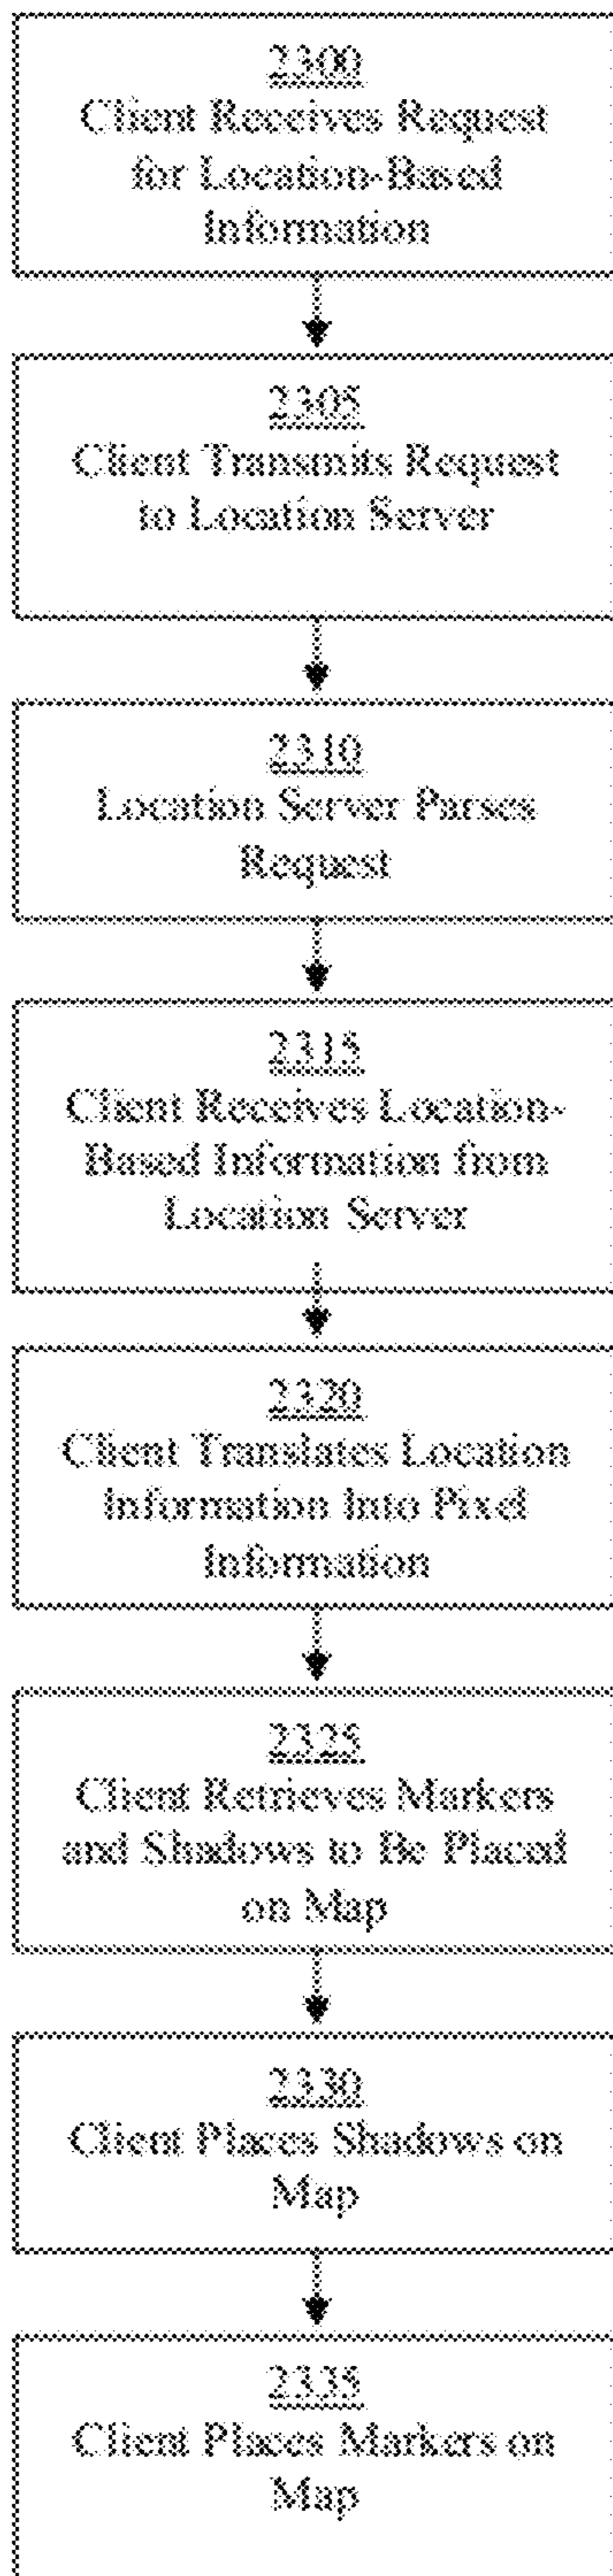 2300
Client Receives Request
for Location-Based
Information
2305
Client Transmits Request
to Location Server
2310
Location Server Parses
Request
2315
Client Receives Location-
Based Information from
Location Server
2320
Client Translates Location
Information Into Pixel
Information
2325
Client Retrieves Markers
and Shadows to Be Placed
on Map
2330
Client Places Shadows on
Map
2335
Client Places Markers on
Map